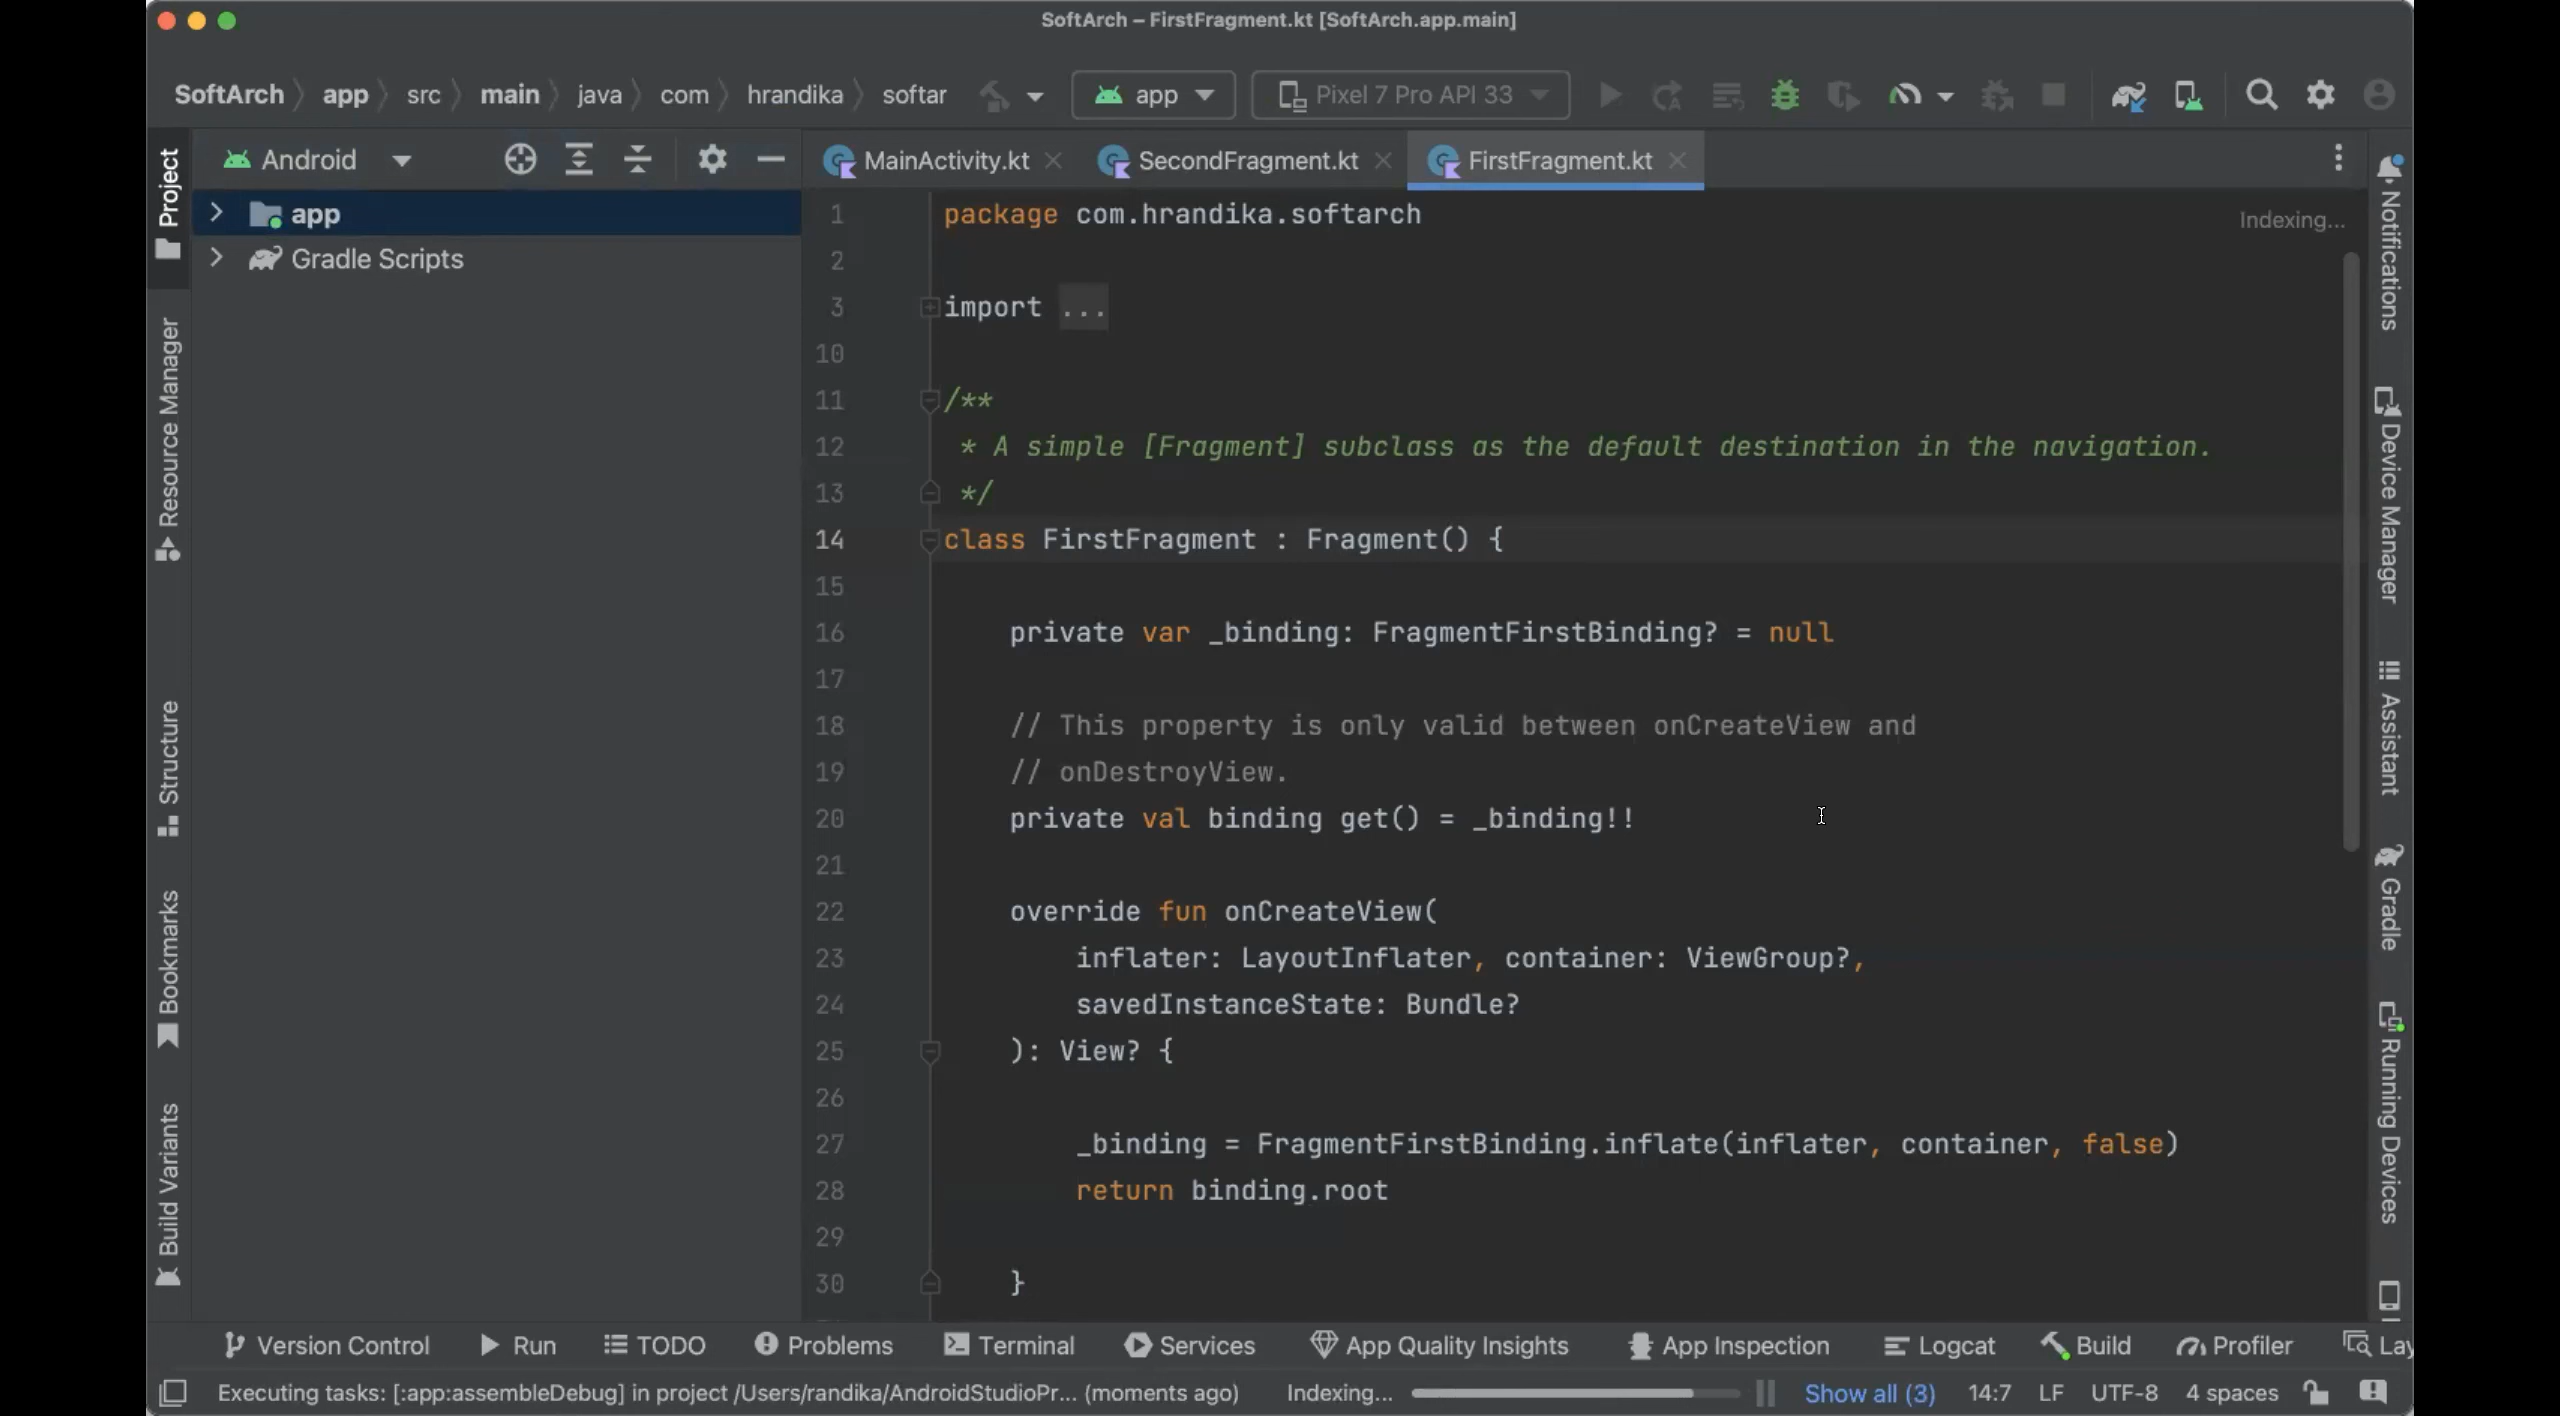 SoftArch – FirstFragment.kt [SoftArch.app.main]
SoftArch app src main java com hrandika softar app Pixel 7 Pro API 33
Project
Resource Manager
Structure
Bookmarks
Build Variants
Android
app
Gradle Scripts
MainActivity.kt SecondFragment.kt FirstFragment.kt
Indexing...
1 package com.hrandika.softarch
2
3 import ...
10
11 /**
12 * A simple [Fragment] subclass as the default destination in the navigation.
13 */
14 class FirstFragment : Fragment() {
15
16 private var _binding: FragmentFirstBinding? = null
17
18 // This property is only valid between onCreateView and
19 // onDestroyView.
20 private val binding get() = _binding!!
21
22 override fun onCreateView(
23 inflater: LayoutInflater, container: ViewGroup?,
24 savedInstanceState: Bundle?
25 ): View? {
26
27 _binding = FragmentFirstBinding.inflate(inflater, container, false)
28 return binding.root
29
30 }
Notifications
Device Manager
Assistant
Gradle
Running Devices
Version Control Run TODO Problems Terminal Services App Quality Insights App Inspection Logcat Build Profiler Lay
Executing tasks: [:app:assembleDebug] in project /Users/randika/AndroidStudioPr... (moments ago) Indexing... Show all (3) 14:7 LF UTF-8 4 spaces